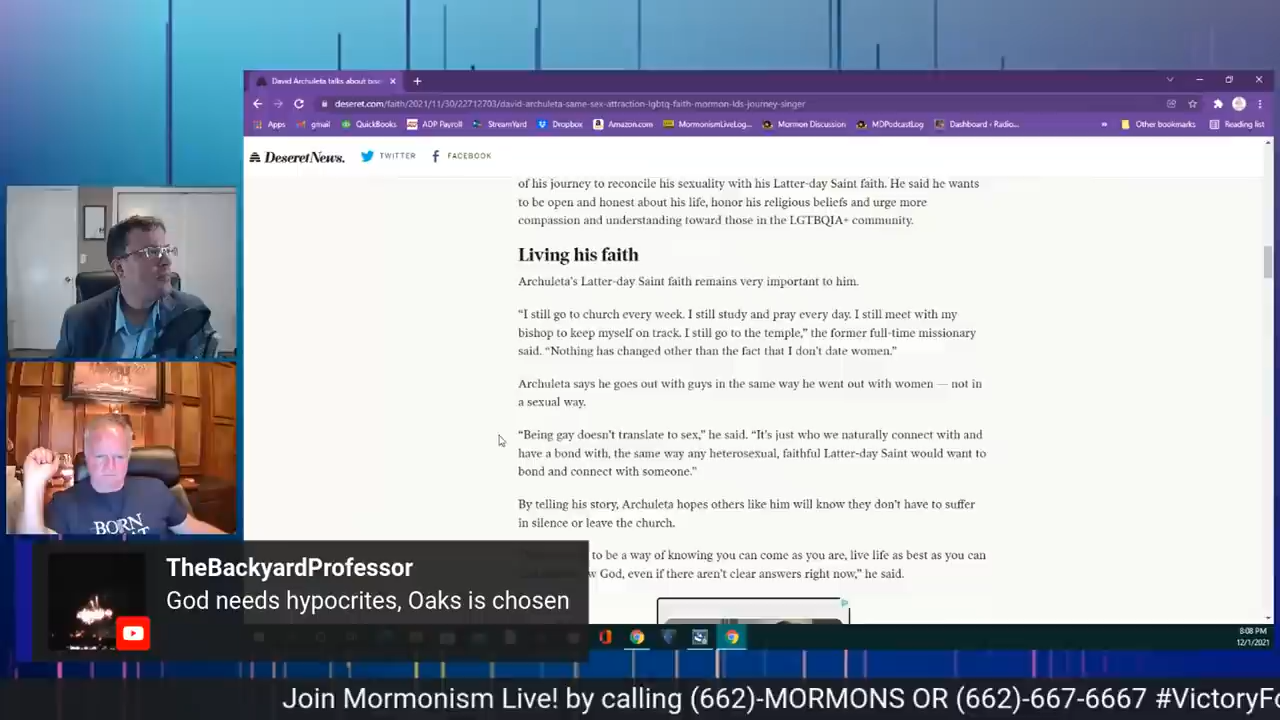 David Archuleta talks about
deseret.com/faith/2021/11/30/22712703/david-archuleta-same-sex-attraction-lgbtq-faith-mormon-lds-journey-singer
Apps gmail QuickBooks ADP Payroll StreamYard Dropbox Amazon.com MormonismLiveLog... Mormon Discussion MDPodcastLog Dashboard ‹ Radio... » Other bookmarks Reading list
Deseret News. TWITTER FACEBOOK
of his journey to reconcile his sexuality with his Latter-day Saint faith. He said he wants
to be open and honest about his life, honor his religious beliefs and urge more
compassion and understanding toward those in the LGTBQIA+ community.
Living his faith
Archuleta's Latter-day Saint faith remains very important to him.
“I still go to church every week. I still study and pray every day. I still meet with my
bishop to keep myself on track. I still go to the temple,” the former full-time missionary
said. “Nothing has changed other than the fact that I don't date women.”
Archuleta says he goes out with guys in the same way he went out with women — not in
a sexual way.
“Being gay doesn't translate to sex,” he said. “It's just who we naturally connect with and
have a bond with, the same way any heterosexual, faithful Latter-day Saint would want to
bond and connect with someone.”
By telling his story, Archuleta hopes others like him will know they don't have to suffer
in silence or leave the church.
to be a way of knowing you can come as you are, live life as best as you can
God, even if there aren't clear answers right now,” he said.
BORN
TheBackyardProfessor
God needs hypocrites, Oaks is chosen
8:08 PM
12/1/2021
Join Mormonism Live! by calling (662)-MORMONS OR (662)-667-6667 #VictoryFo